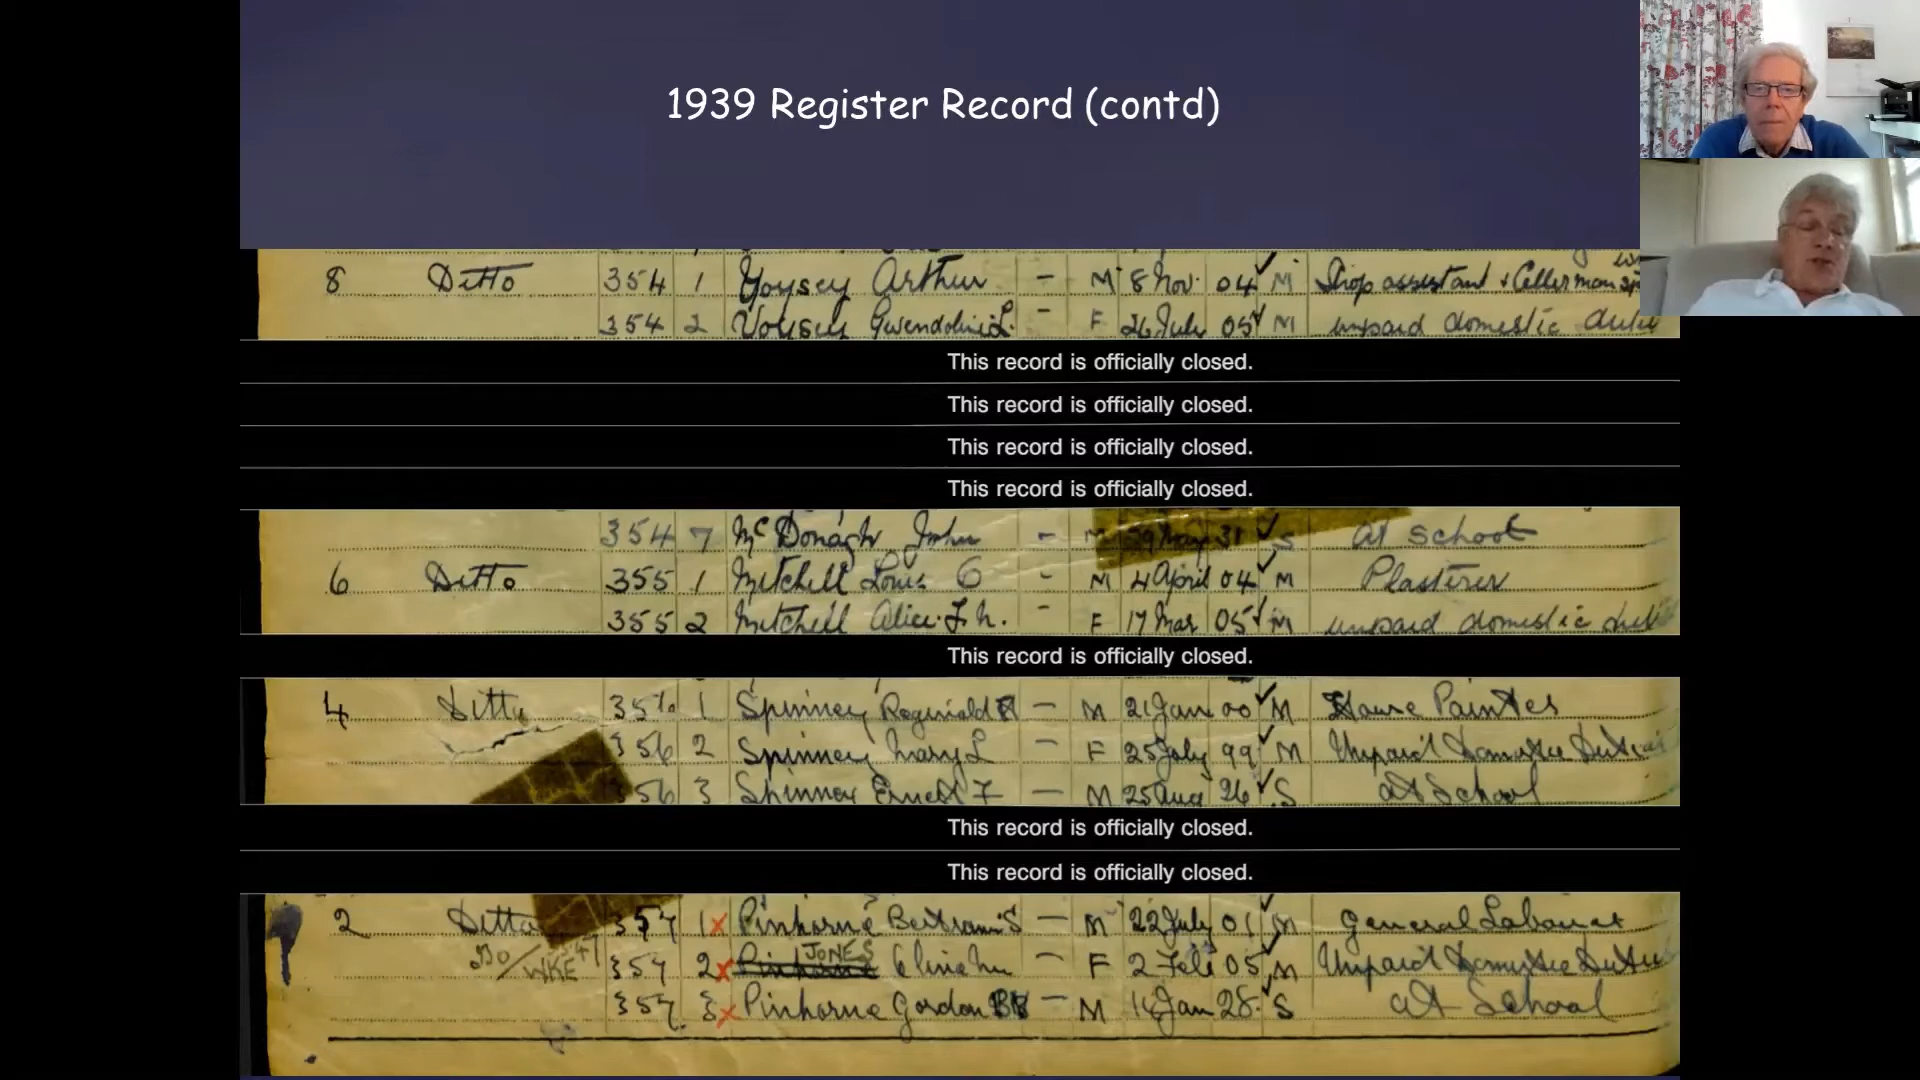 1939 Register Record (contd)
8 Ditto 354 1 Voysey Arthur - M 8 Nov 04 M Shop assistant + Cellerman
354 2 Voysey Gwendoline L. - F 26 July 05 M unpaid domestic
This record is officially closed.
This record is officially closed.
This record is officially closed.
This record is officially closed.
354 7 McDonagh John - M 31 S at school
6 Ditto 355 1 Mitchell Louis C - M 4 April 04 M Plasterer
355 2 Mitchell Alice. - F 17 Mar 05 M unpaid domestic
This record is officially closed.
4 Ditto 356 1 Spinney Reginald — M 21 Jan 00 M House Painter
356 2 Spinney Mary L — F 25 July 99 M Unpaid Domestic Duties
356 3 Spinney Ernest F — M 25 Aug 26 S at School
This record is officially closed.
This record is officially closed.
2 Ditto 357 1 x Pinhorne Bertram S — M 22 July 01 M General Labourer
WKE 47 357 2 x JONES — F 2 Feb 05 M Unpaid Domestic Duties
357 3 x Pinhorne Gordon — M Jan 28 S at School